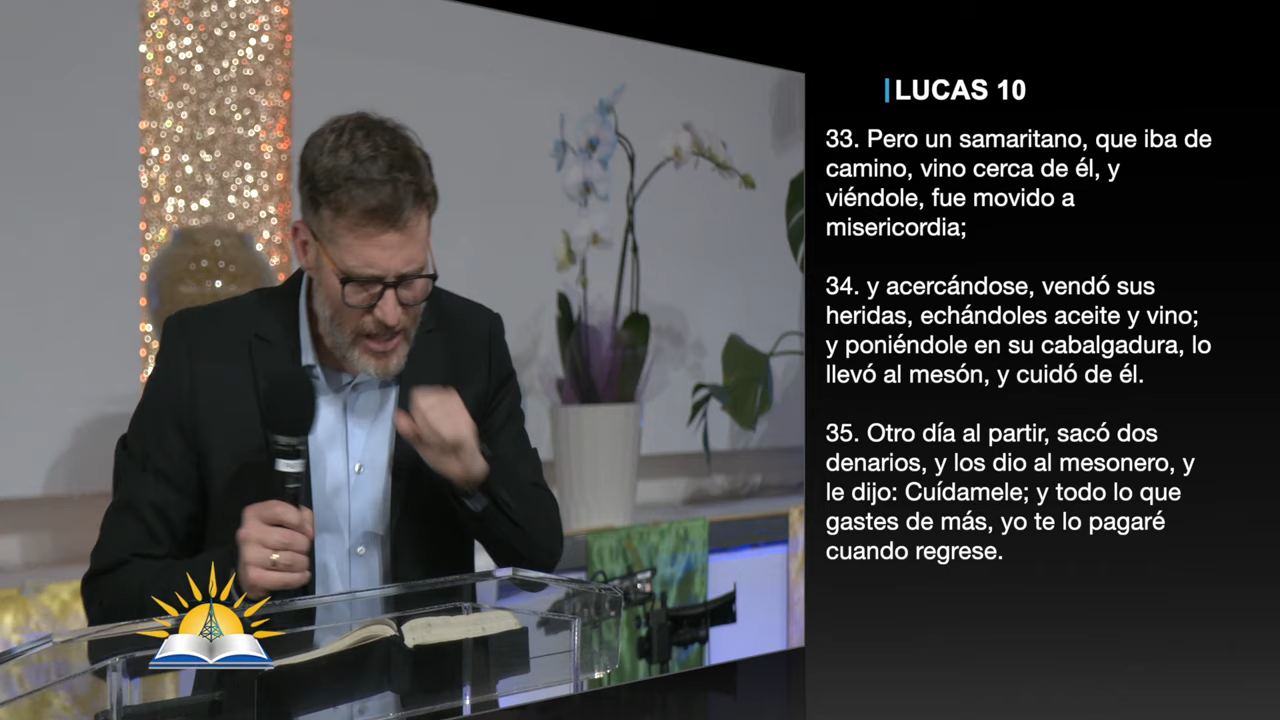 LUCAS 10
33. Pero un samaritano, que iba de
camino, vino cerca de él, y
viéndole, fue movido a
misericordia;
34. y acercándose, vendó sus
heridas, echándoles aceite y vino;
y poniéndole en su cabalgadura, lo
llevó al mesón, y cuidó de él.
35. Otro día al partir, sacó dos
denarios, y los dio al mesonero, y
le dijo: Cuídamele; y todo lo que
gastes de más, yo te lo pagaré
cuando regrese.